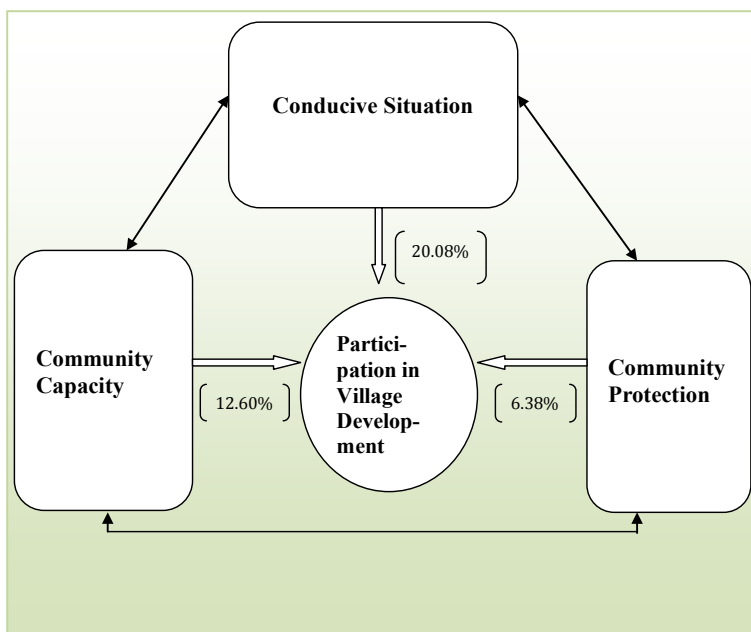 Conducive Situation
20.08%
Community
Capacity
12.60%
Partici-
pation in
Village
Develop-
ment
6.38%
Community
Protection